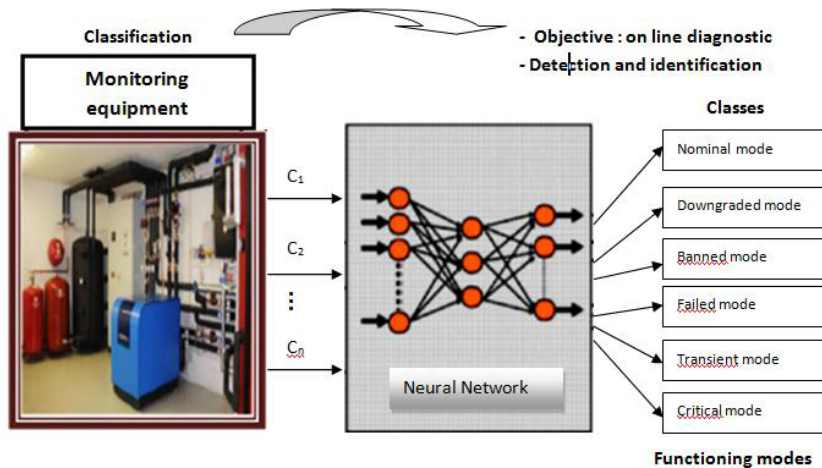 Classification
- Objective : on line diagnostic
- Detection and identification
Monitoring
equipment
Classes
C1
C2
⋮
Cn
Neural Network
Nominal mode
Downgraded mode
Banned mode
Failed mode
Transient mode
Critical mode
Functioning modes